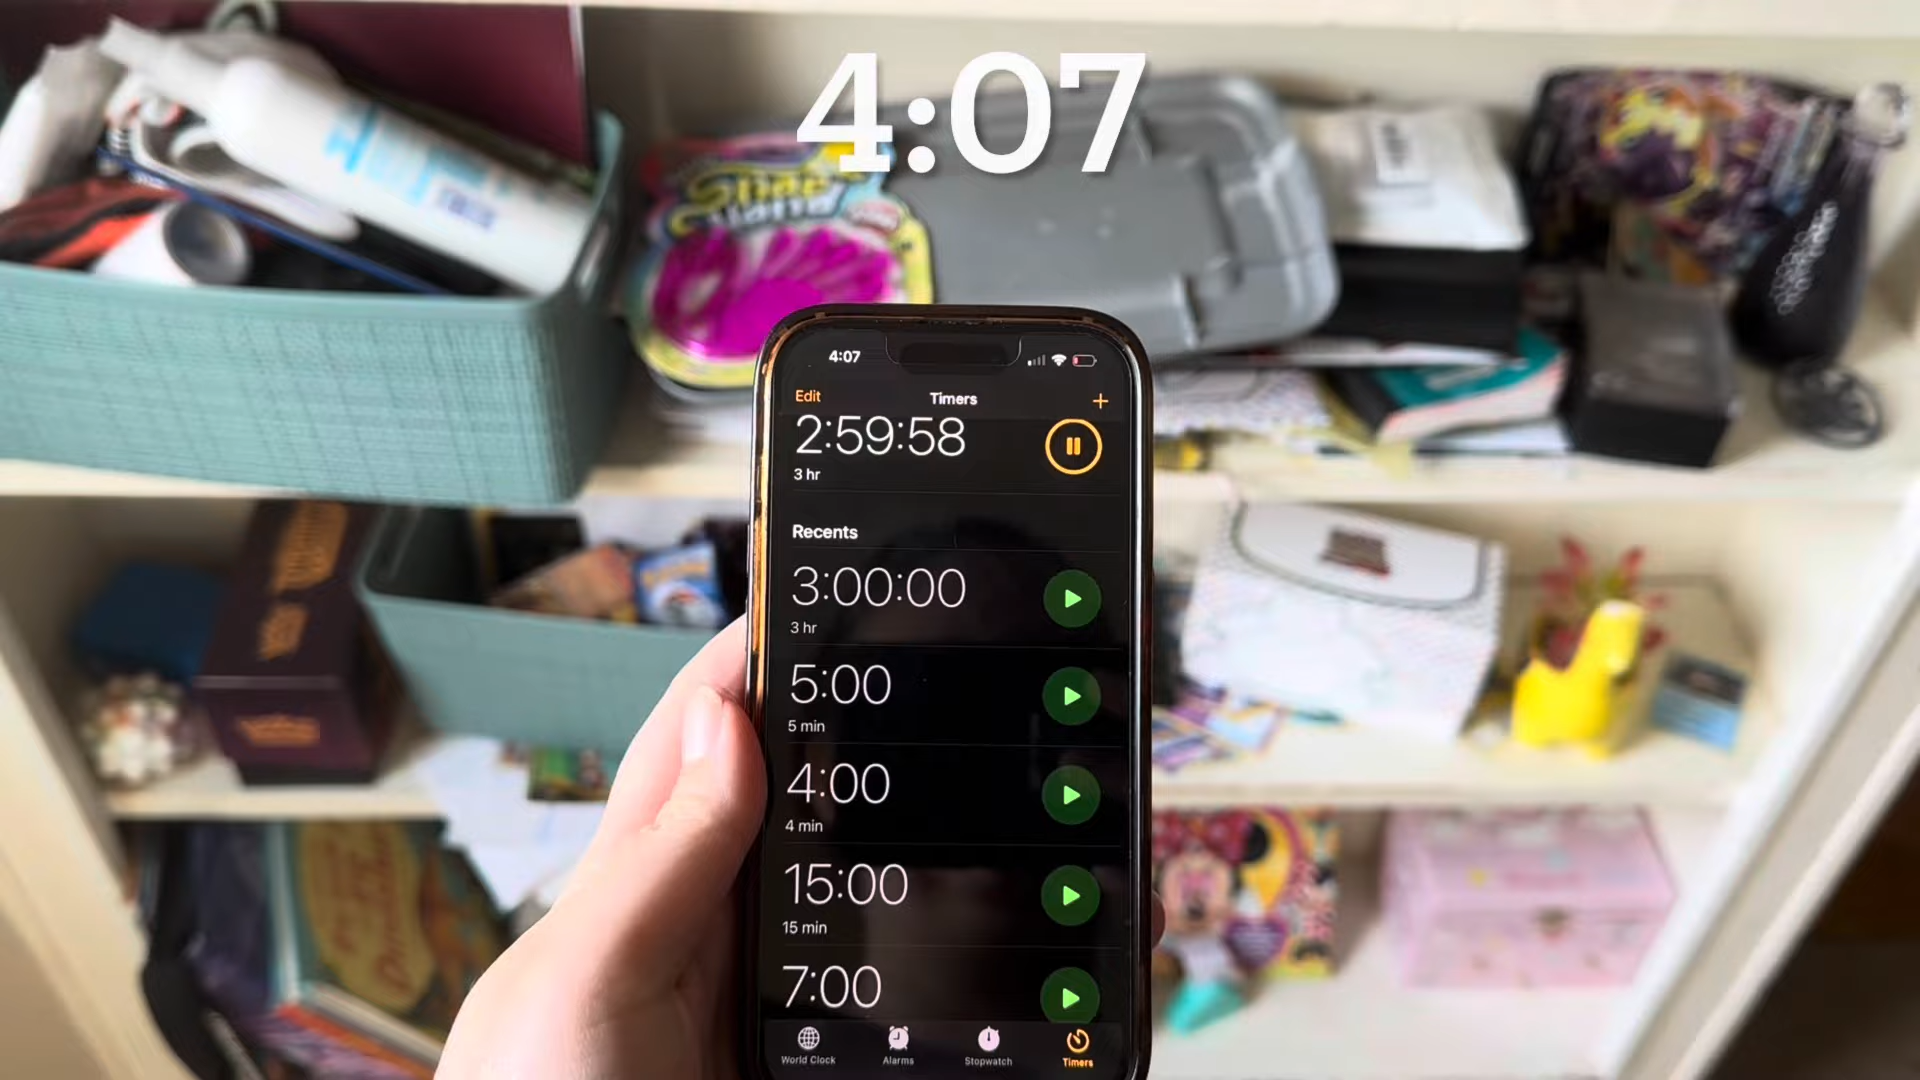 4:07
4:07
Edit
Timers
+
2:59:58
3 hr
Recents
3:00:00
3 hr
5:00
5 min
4:00
4 min
15:00
15 min
7:00
World Clock
Alarms
Stopwatch
Timers